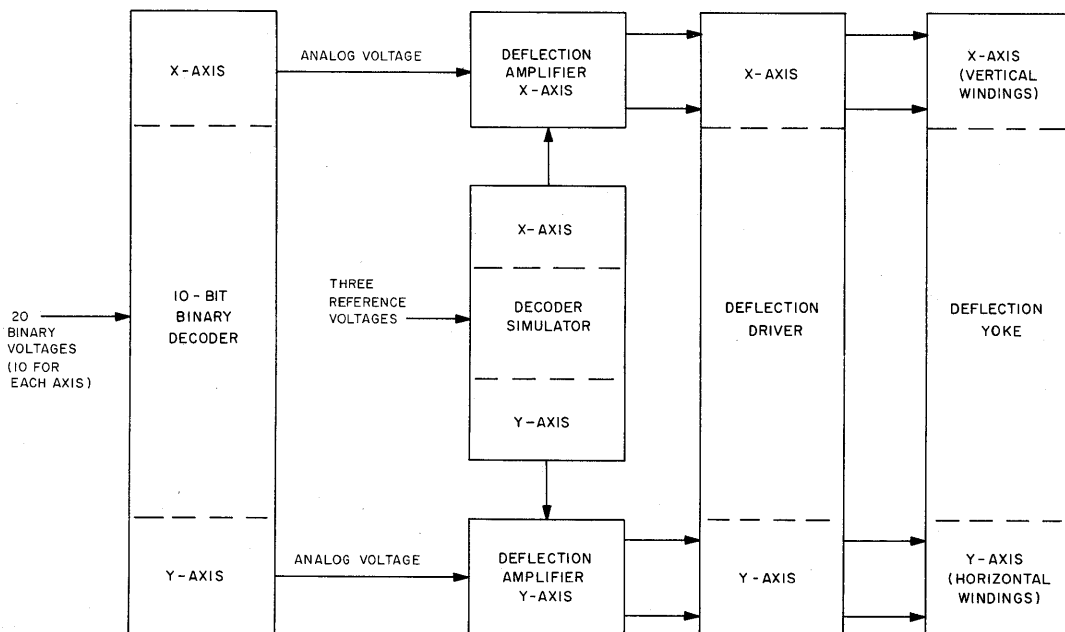 X-AXIS
10-BIT
BINARY
DECODER
Y-AXIS
20
BINARY
VOLTAGES
(10 FOR
EACH AXIS)
ANALOG VOLTAGE
DEFLECTION
AMPLIFIER
X-AXIS
X-AXIS
DECODER
SIMULATOR
Y-AXIS
THREE
REFERENCE
VOLTAGES
ANALOG VOLTAGE
DEFLECTION
AMPLIFIER
Y-AXIS
X-AXIS
DEFLECTION
DRIVER
Y-AXIS
X-AXIS
(VERTICAL
WINDINGS)
DEFLECTION
YOKE
Y-AXIS
(HORIZONTAL
WINDINGS)